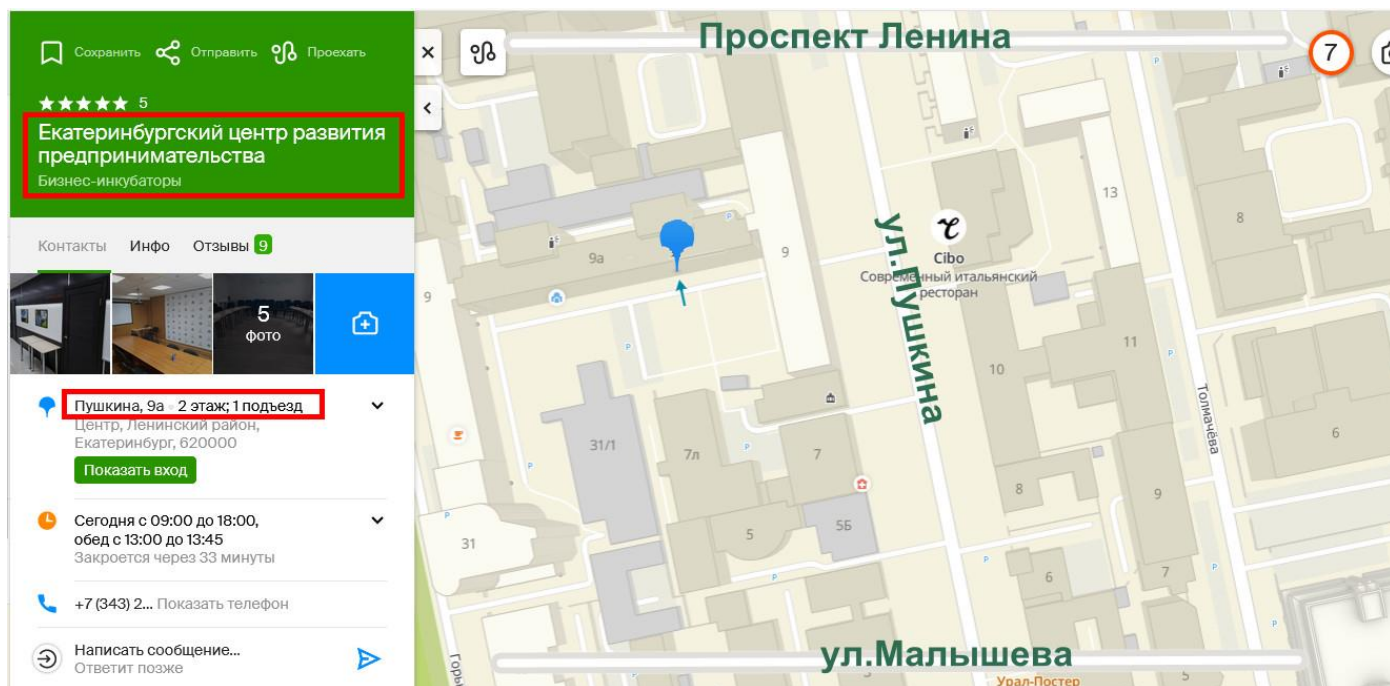 Сохранить
Отправить
Проехать
5
Екатеринбургский центр развития
предпринимательства
Бизнес-инкубаторы
Контакты
Инфо
Отзывы 9
5
фото
Пушкина, 9а 2 этаж; 1 подъезд
Центр, Ленинский район,
Екатеринбург, 620000
Показать вход
Сегодня с 09:00 до 18:00,
обед с 13:00 до 13:45
Закроется через 33 минуты
+7 (343) 2... Показать телефон
Написать сообщение...
Ответит позже
Проспект Ленина
7
13
8
9а
9
9
ул.Пушкина
Cibo
Современный итальянский
ресторан
11
10
Толмачёва
6
31/1
7л
7
8
9
5
5Б
31
6
7
ул.Малышева
Урал-Постер
5